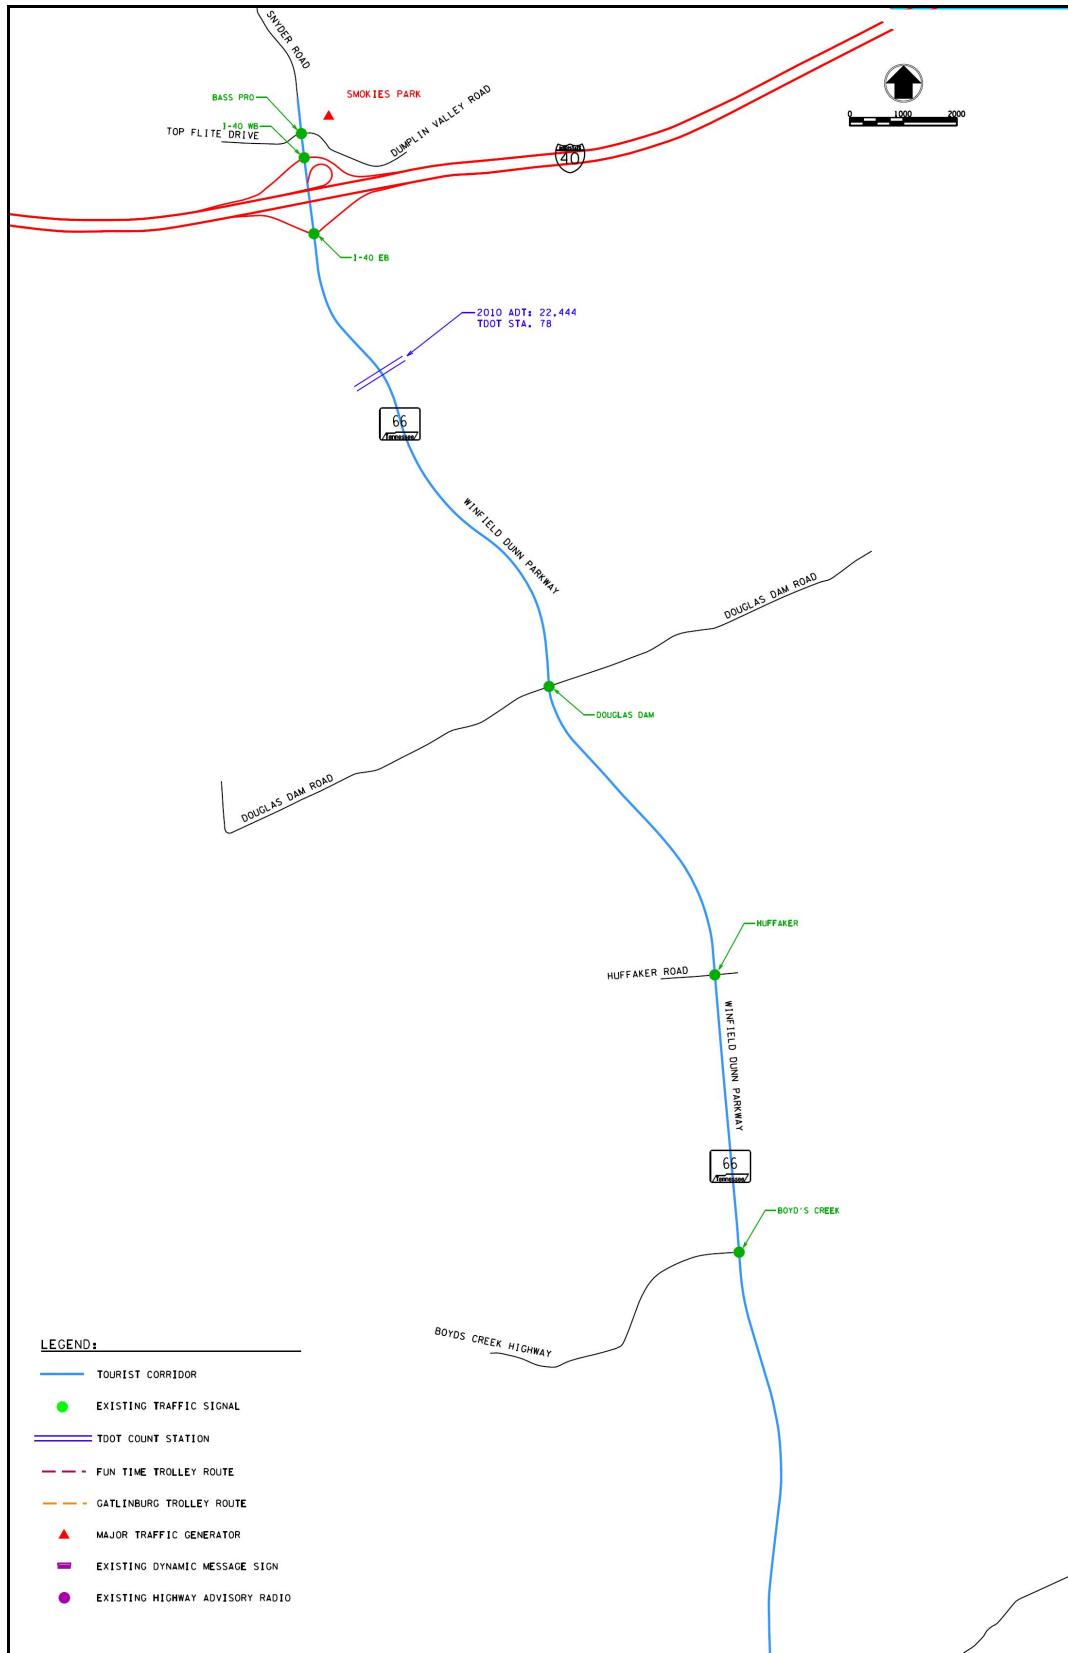 SNYDER ROAD
BASS PRO
SMOKIES PARK
I-40 WB
TOP FLITE DRIVE
DUMPLIN VALLEY ROAD
0 1000 2000
40
I-40 EB
2010 ADT: 22,444
TDOT STA. 78
66
Tennessee
WINFIELD DUNN PARKWAY
DOUGLAS DAM ROAD
DOUGLAS DAM
DOUGLAS DAM ROAD
HUFFAKER
HUFFAKER ROAD
WINFIELD DUNN PARKWAY
66
Tennessee
BOYD'S CREEK
BOYDS CREEK HIGHWAY
LEGEND:
TOURIST CORRIDOR
EXISTING TRAFFIC SIGNAL
TDOT COUNT STATION
FUN TIME TROLLEY ROUTE
GATLINBURG TROLLEY ROUTE
MAJOR TRAFFIC GENERATOR
EXISTING DYNAMIC MESSAGE SIGN
EXISTING HIGHWAY ADVISORY RADIO